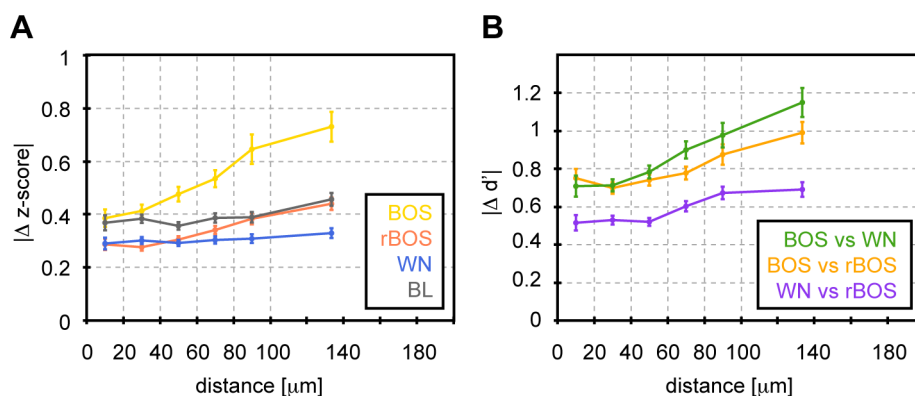 A
B
1
0.8
0.6
0.4
0.2
0
|Δ z-score|
BOS
rBOS
WN
BL
0 20 40 60 80 100 140 180
distance [μm]
1.2
1
0.8
0.6
0.4
0.2
0
|Δ d'|
BOS vs WN
BOS vs rBOS
WN vs rBOS
0 20 40 60 80 100 140 180
distance [μm]